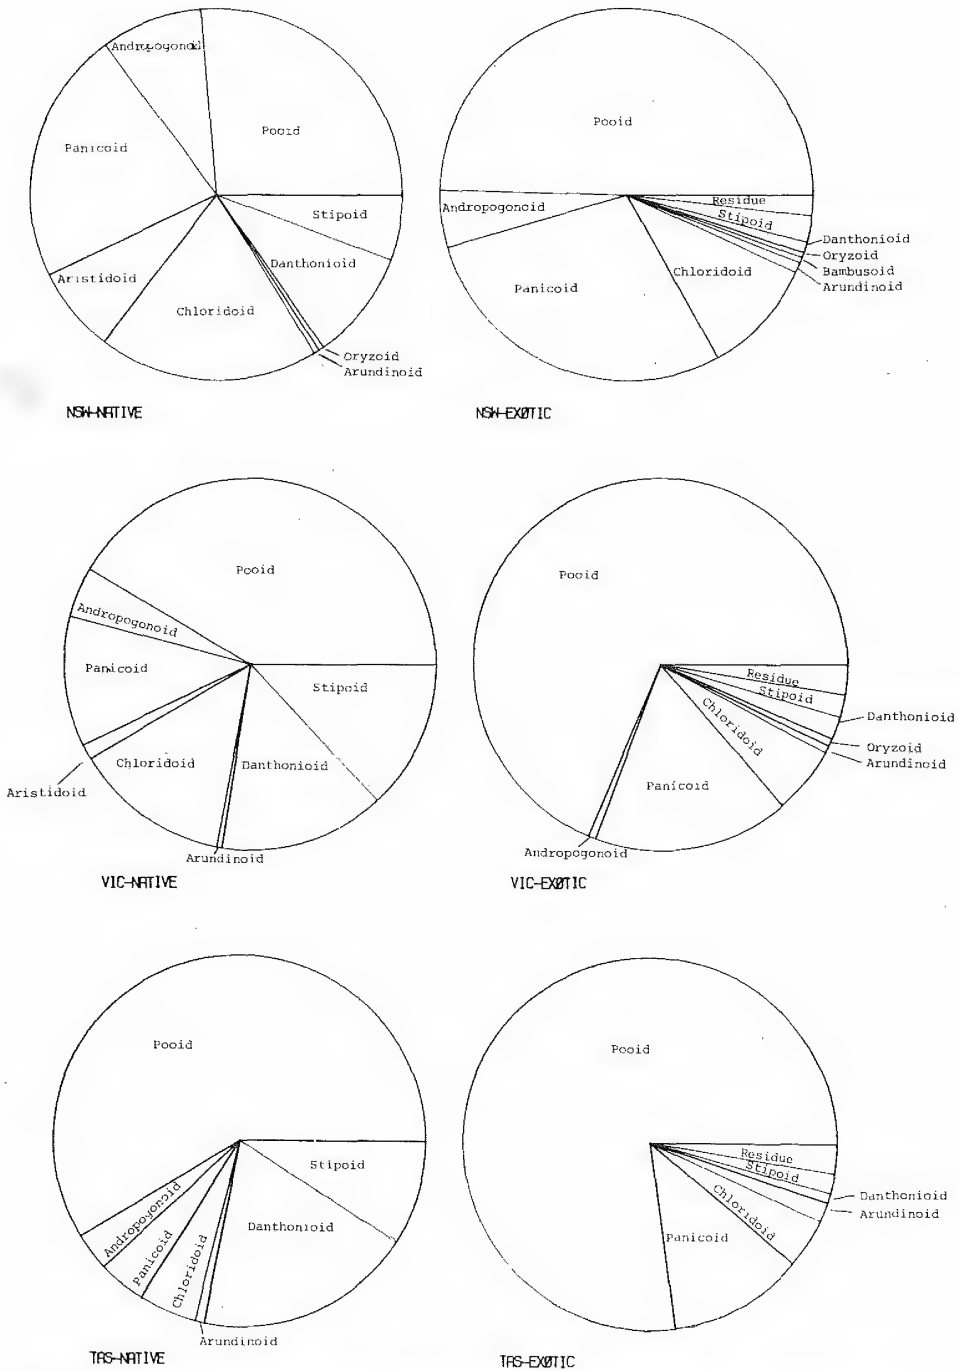 Andropogonoid
Pooid
Panicoid
Stipoid
Danthonioid
Aristidoid
Chloridoid
Oryzoid
Arundinoid
NSW-NATIVE
Pooid
Andropogonoid
Residue
Stipoid
Danthonioid
Oryzoid
Bambusoid
Arundinoid
Chloridoid
Panicoid
NSW-EXØTIC
Pooid
Andropogonoid
Panicoid
Stipoid
Chloridoid
Danthonioid
Aristidoid
Arundinoid
VIC-NATIVE
Pooid
Residue
Stipoid
Danthonioid
Chloridoid
Oryzoid
Arundinoid
Panicoid
Andropogonoid
VIC-EXØTIC
Pooid
Stipoid
Andropogonoid
Danthonioid
Panicoid
Chloridoid
Arundinoid
TAS-NATIVE
Pooid
Residue
Stipoid
Danthonioid
Arundinoid
Chloridoid
Panicoid
TAS-EXØTIC